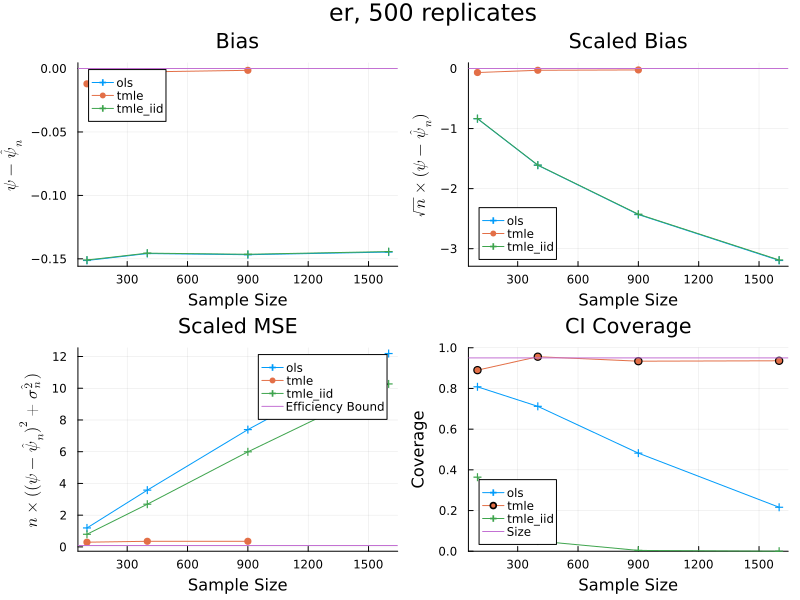 er, 500 replicates
Bias
0.00
−0.05
−0.10
−0.15
300
600
900
1200
1500
Sample Size
ψ − ψ̂ₙ
ols
tmle
tmle_iid
Scaled Bias
0
−1
−2
−3
300
600
900
1200
1500
Sample Size
√n × (ψ − ψ̂ₙ)
ols
tmle
tmle_iid
Scaled MSE
12
10
8
6
4
2
0
300
600
900
1200
1500
Sample Size
n × ((ψ − ψ̂ₙ)² + σ̂ₙ²)
ols
tmle
tmle_iid
Efficiency Bound
CI Coverage
1.0
0.8
0.6
0.4
0.2
0.0
300
600
900
1200
1500
Sample Size
Coverage
ols
tmle
tmle_iid
Size